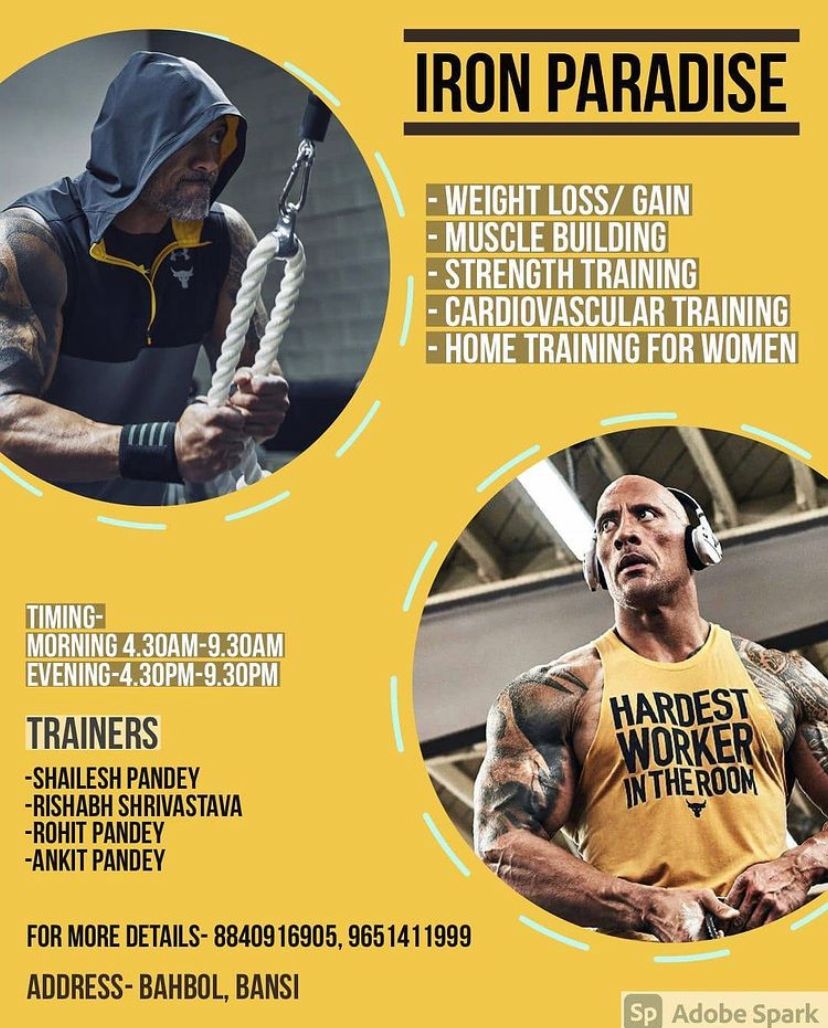 IRON PARADISE
- WEIGHT LOSS/ GAIN
- MUSCLE BUILDING
- STRENGTH TRAINING
- CARDIOVASCULAR TRAINING
- HOME TRAINING FOR WOMEN
HARDEST
WORKER
IN THE ROOM
TIMING-
MORNING 4.30AM-9.30AM
EVENING-4.30PM-9.30PM
TRAINERS
-SHAILESH PANDEY
-RISHABH SHRIVASTAVA
-ROHIT PANDEY
-ANKIT PANDEY
FOR MORE DETAILS- 8840916905, 9651411999
ADDRESS- BAHBOL, BANSI
Sp Adobe Spark